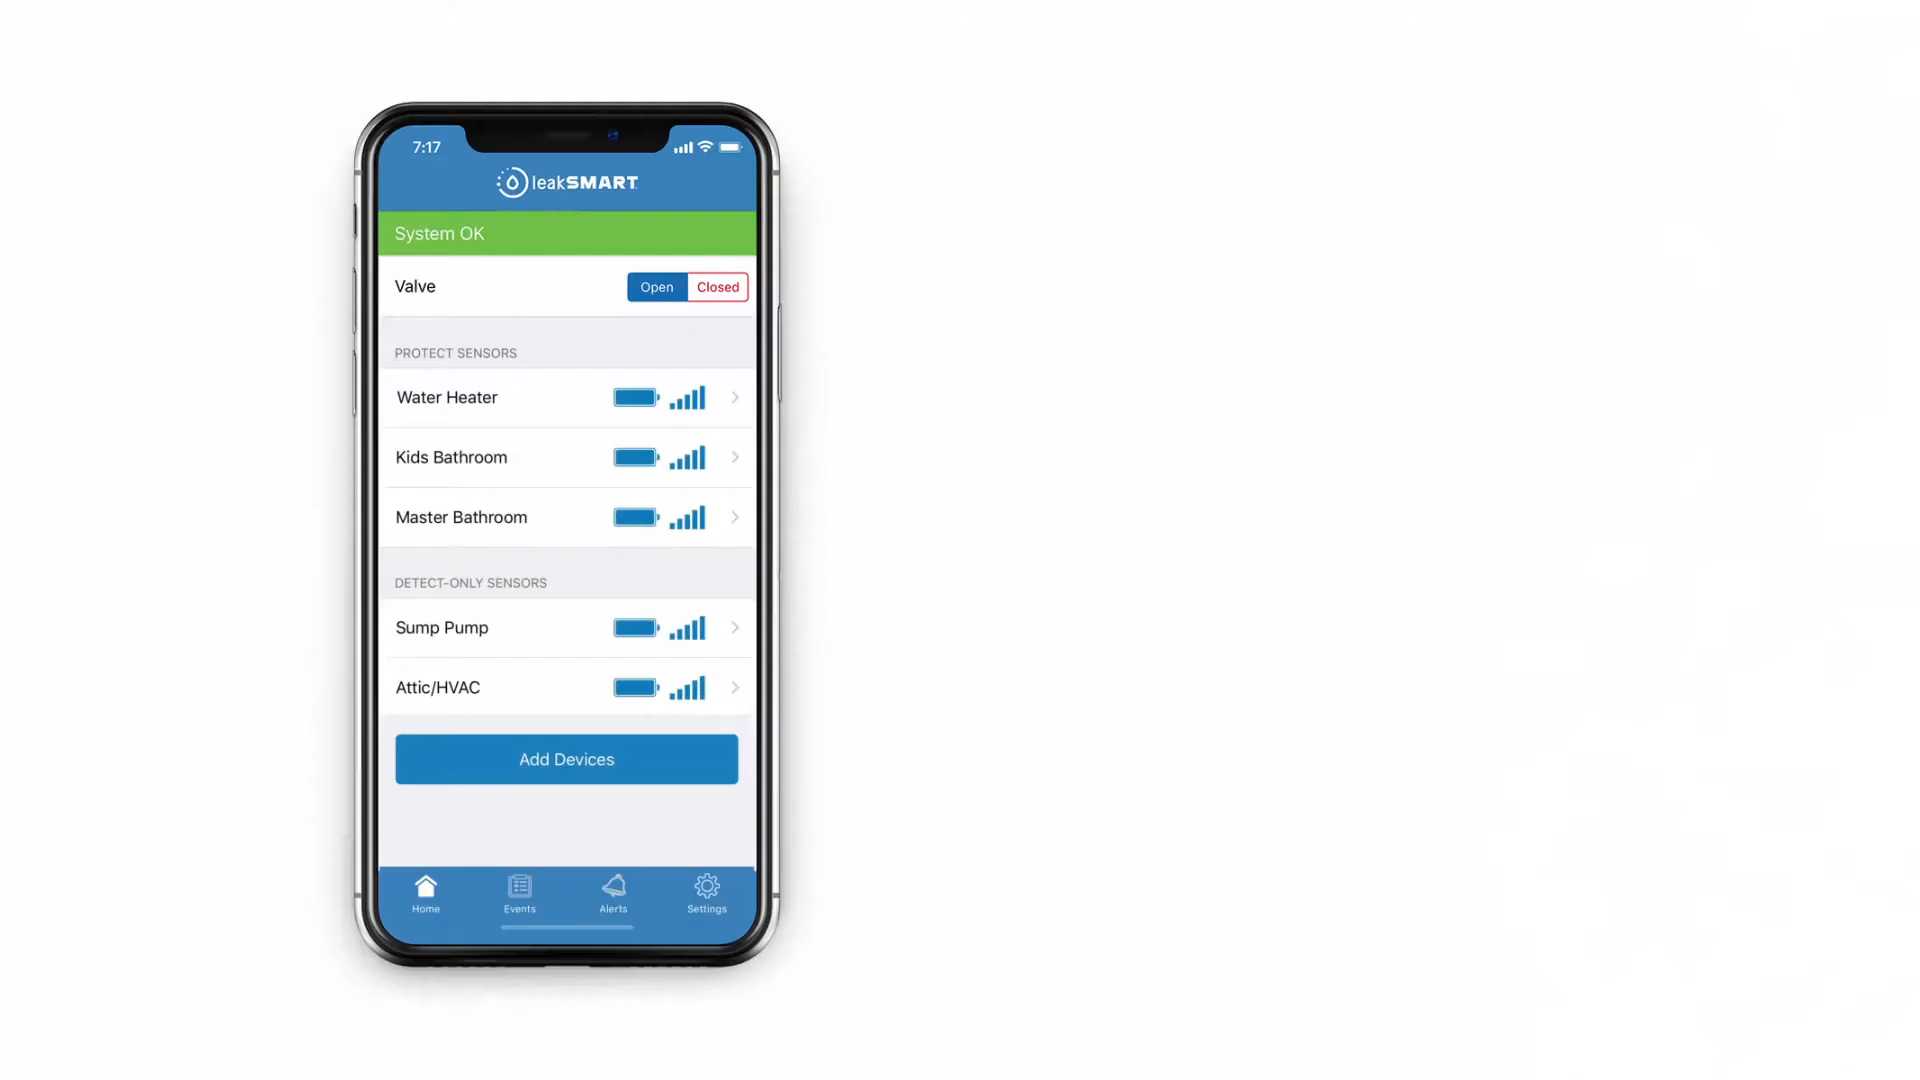 7:17
leakSMART
System OK
Valve
Open Closed
PROTECT SENSORS
Water Heater
Kids Bathroom
Master Bathroom
DETECT-ONLY SENSORS
Sump Pump
Attic/HVAC
Add Devices
Home Events Alerts Settings